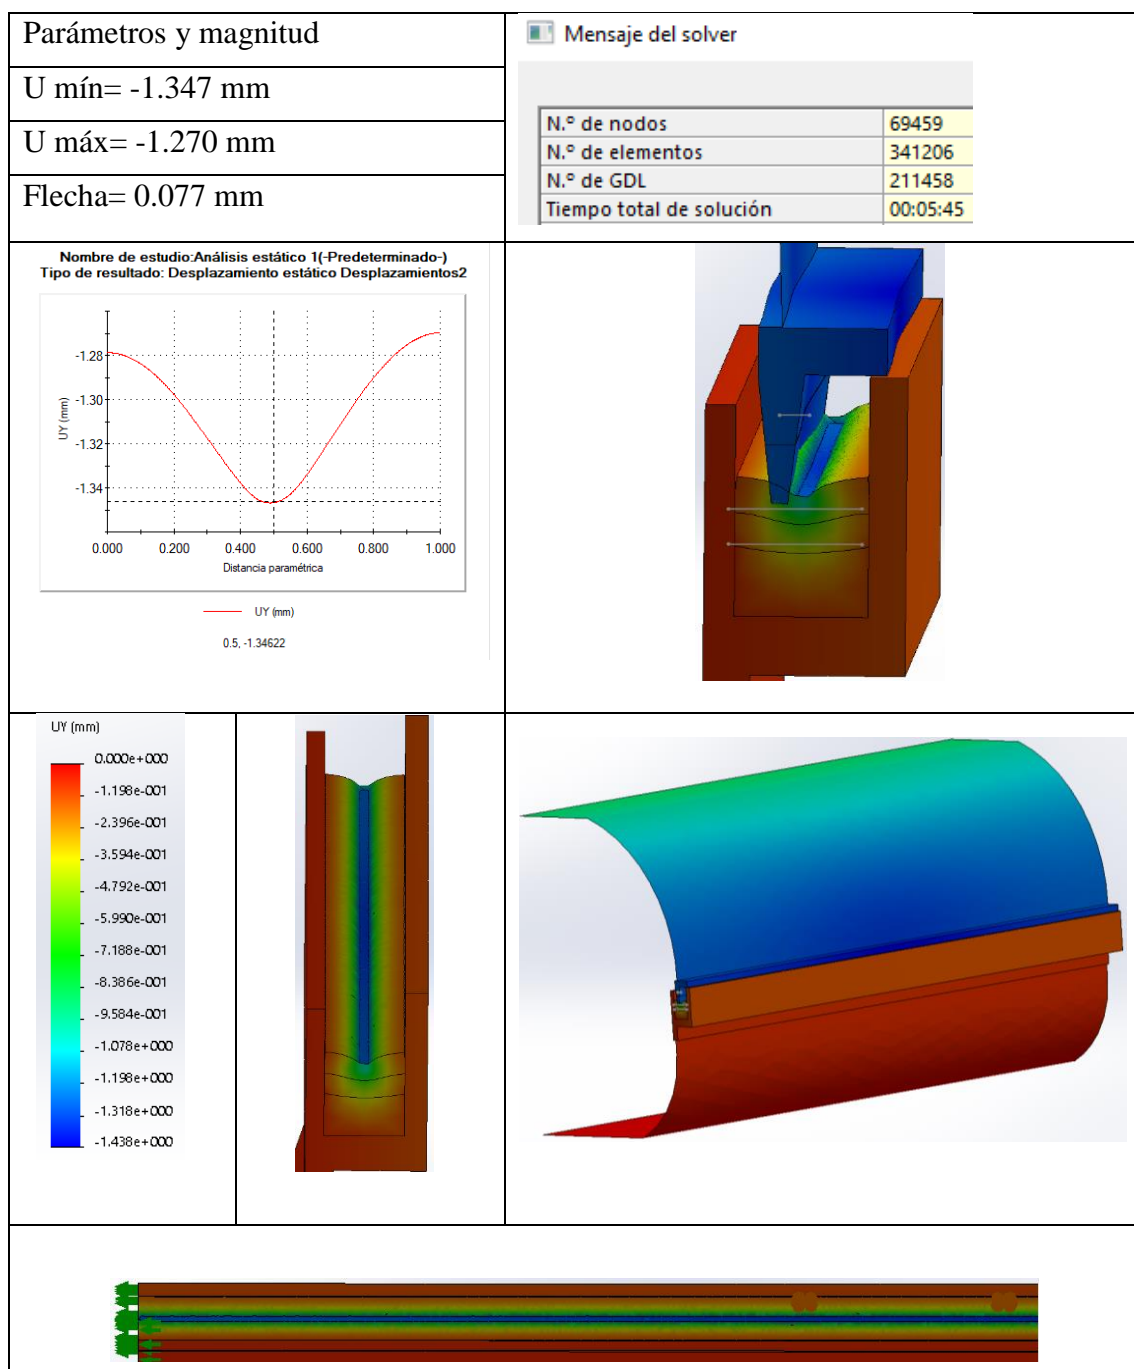 Parámetros y magnitud
U mín= -1.347 mm
U máx= -1.270 mm
Flecha= 0.077 mm
Mensaje del solver
N.º de nodos 69459
N.º de elementos 341206
N.º de GDL 211458
Tiempo total de solución 00:05:45
Nombre de estudio:Análisis estático 1(-Predeterminado-)
Tipo de resultado: Desplazamiento estático Desplazamientos2
UY (mm)
-1.28
-1.30
-1.32
-1.34
0.000 0.200 0.400 0.600 0.800 1.000
Distancia paramétrica
UY (mm)
0.5, -1.34622
UY (mm)
0.000e+000
-1.198e-001
-2.396e-001
-3.594e-001
-4.792e-001
-5.990e-001
-7.188e-001
-8.386e-001
-9.584e-001
-1.078e+000
-1.198e+000
-1.318e+000
-1.438e+000